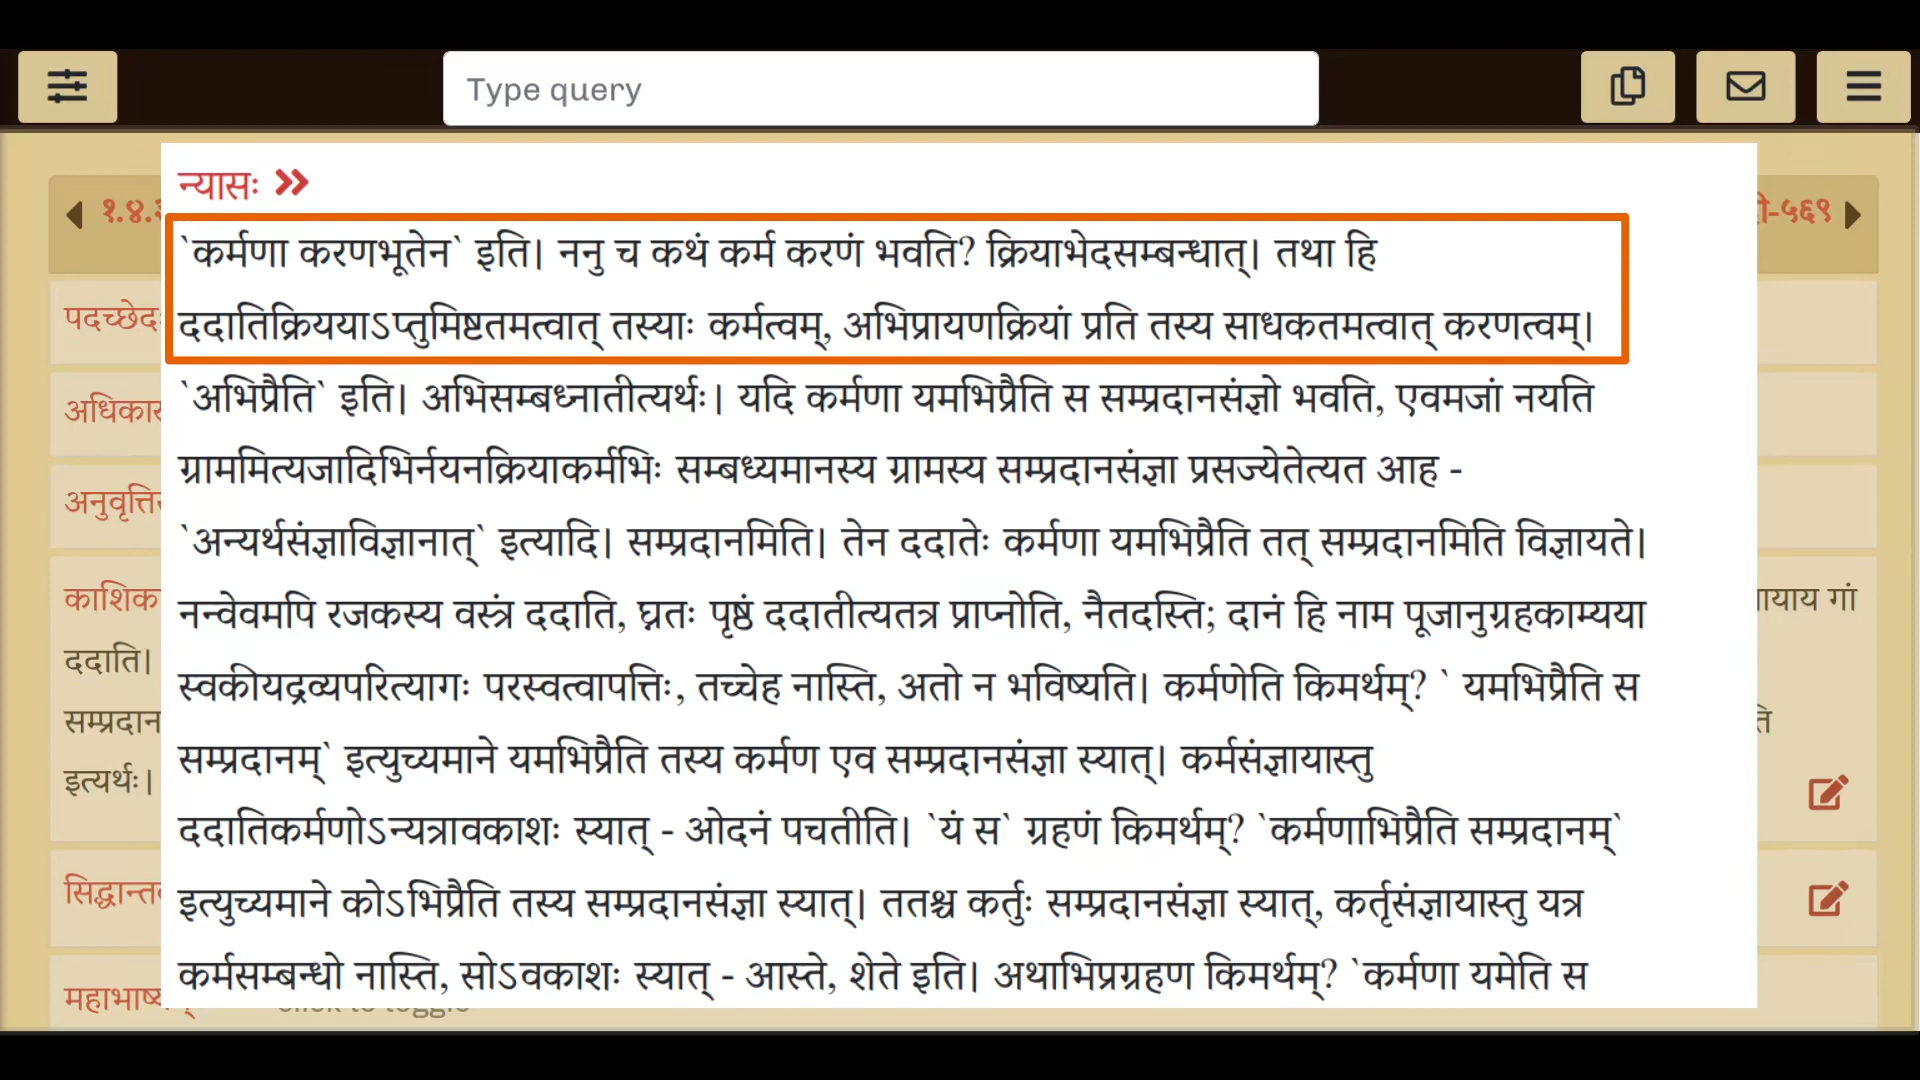 Type query
न्यासः
`कर्मणा करणभूतेन` इति। ननु च कथं कर्म करणं भवति? क्रियाभेदसम्बन्धात्। तथा हि
ददातिक्रिययाऽप्तुमिष्टतमत्वात् तस्याः कर्मत्वम्, अभिप्रायणक्रियां प्रति तस्य साधकतमत्वात् करणत्वम्।
`अभिप्रैति` इति। अभिसम्बध्नातीत्यर्थः। यदि कर्मणा यमभिप्रैति स सम्प्रदानसंज्ञो भवति, एवमजां नयति
ग्राममित्यजादिभिर्नयनक्रियाकर्मभिः सम्बध्यमानस्य ग्रामस्य सम्प्रदानसंज्ञा प्रसज्येतेत्यत आह -
`अन्यर्थसंज्ञाविज्ञानात्` इत्यादि। सम्प्रदानमिति। तेन ददातेः कर्मणा यमभिप्रैति तत् सम्प्रदानमिति विज्ञायते।
नन्वेवमपि रजकस्य वस्त्रं ददाति, घ्नतः पृष्ठं ददातीत्यतत्र प्राप्नोति, नैतदस्ति; दानं हि नाम पूजानुग्रहकाम्यया
स्वकीयद्रव्यपरित्यागः परस्वत्वापत्तिः, तच्चेह नास्ति, अतो न भविष्यति। कर्मणेति किमर्थम्? ` यमभिप्रैति स
सम्प्रदानम्` इत्युच्यमाने यमभिप्रैति तस्य कर्मण एव सम्प्रदानसंज्ञा स्यात्। कर्मसंज्ञायास्तु
ददातिकर्मणोऽन्यत्रावकाशः स्यात् - ओदनं पचतीति। `यं स` ग्रहणं किमर्थम्? `कर्मणाभिप्रैति सम्प्रदानम्`
इत्युच्यमाने कोऽभिप्रैति तस्य सम्प्रदानसंज्ञा स्यात्। ततश्च कर्तुः सम्प्रदानसंज्ञा स्यात्, कर्तृसंज्ञायास्तु यत्र
कर्मसम्बन्धो नास्ति, सोऽवकाशः स्यात् - आस्ते, शेते इति। अथाभिप्रग्रहण किमर्थम्? `कर्मणा यमेति स
१.४.
-५६९
पदच्छेद
अधिकार
अनुवृत्ति
काशिका
गां
ददाति।
सम्प्रदान
इत्यर्थः।
सिद्धान्त
महाभाष्य
click to toggle